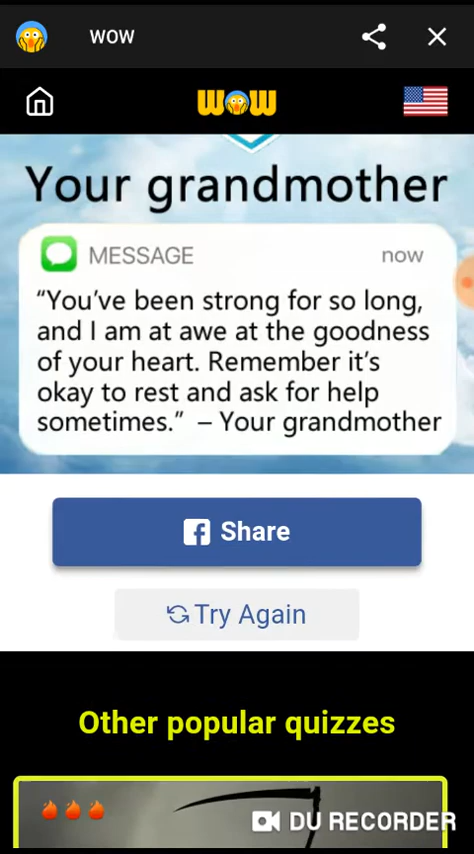 WOW
WOW
Your grandmother
MESSAGE now
“You’ve been strong for so long,
and I am at awe at the goodness
of your heart. Remember it’s
okay to rest and ask for help
sometimes.” – Your grandmother
Share
Try Again
Other popular quizzes
DU RECORDER